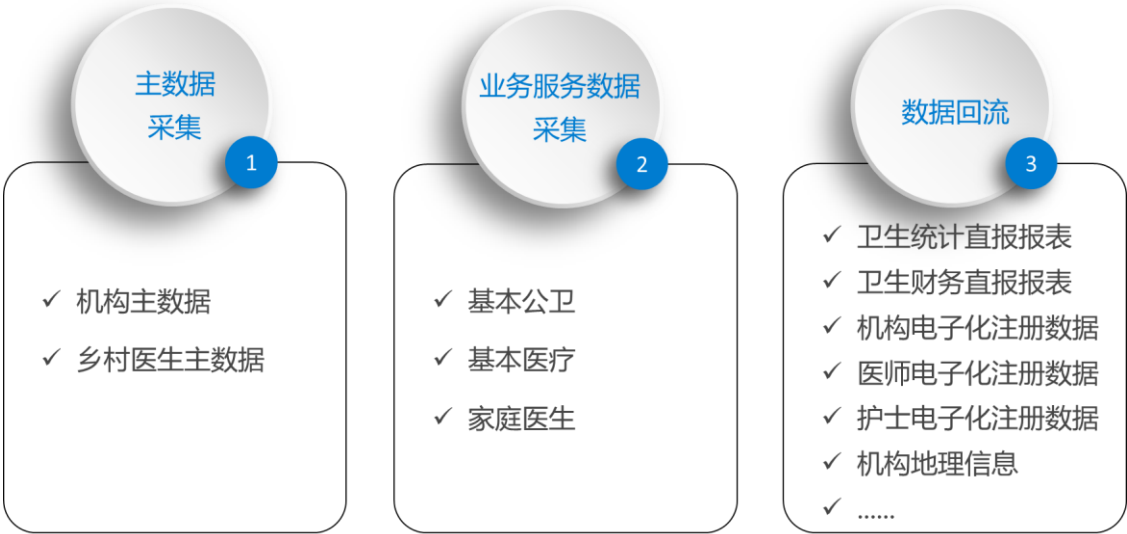 主数据
采集
1
机构主数据
乡村医生主数据
业务服务数据
采集
2
基本公卫
基本医疗
家庭医生
数据回流
3
卫生统计直报报表
卫生财务直报报表
机构电子化注册数据
医师电子化注册数据
护士电子化注册数据
机构地理信息
......